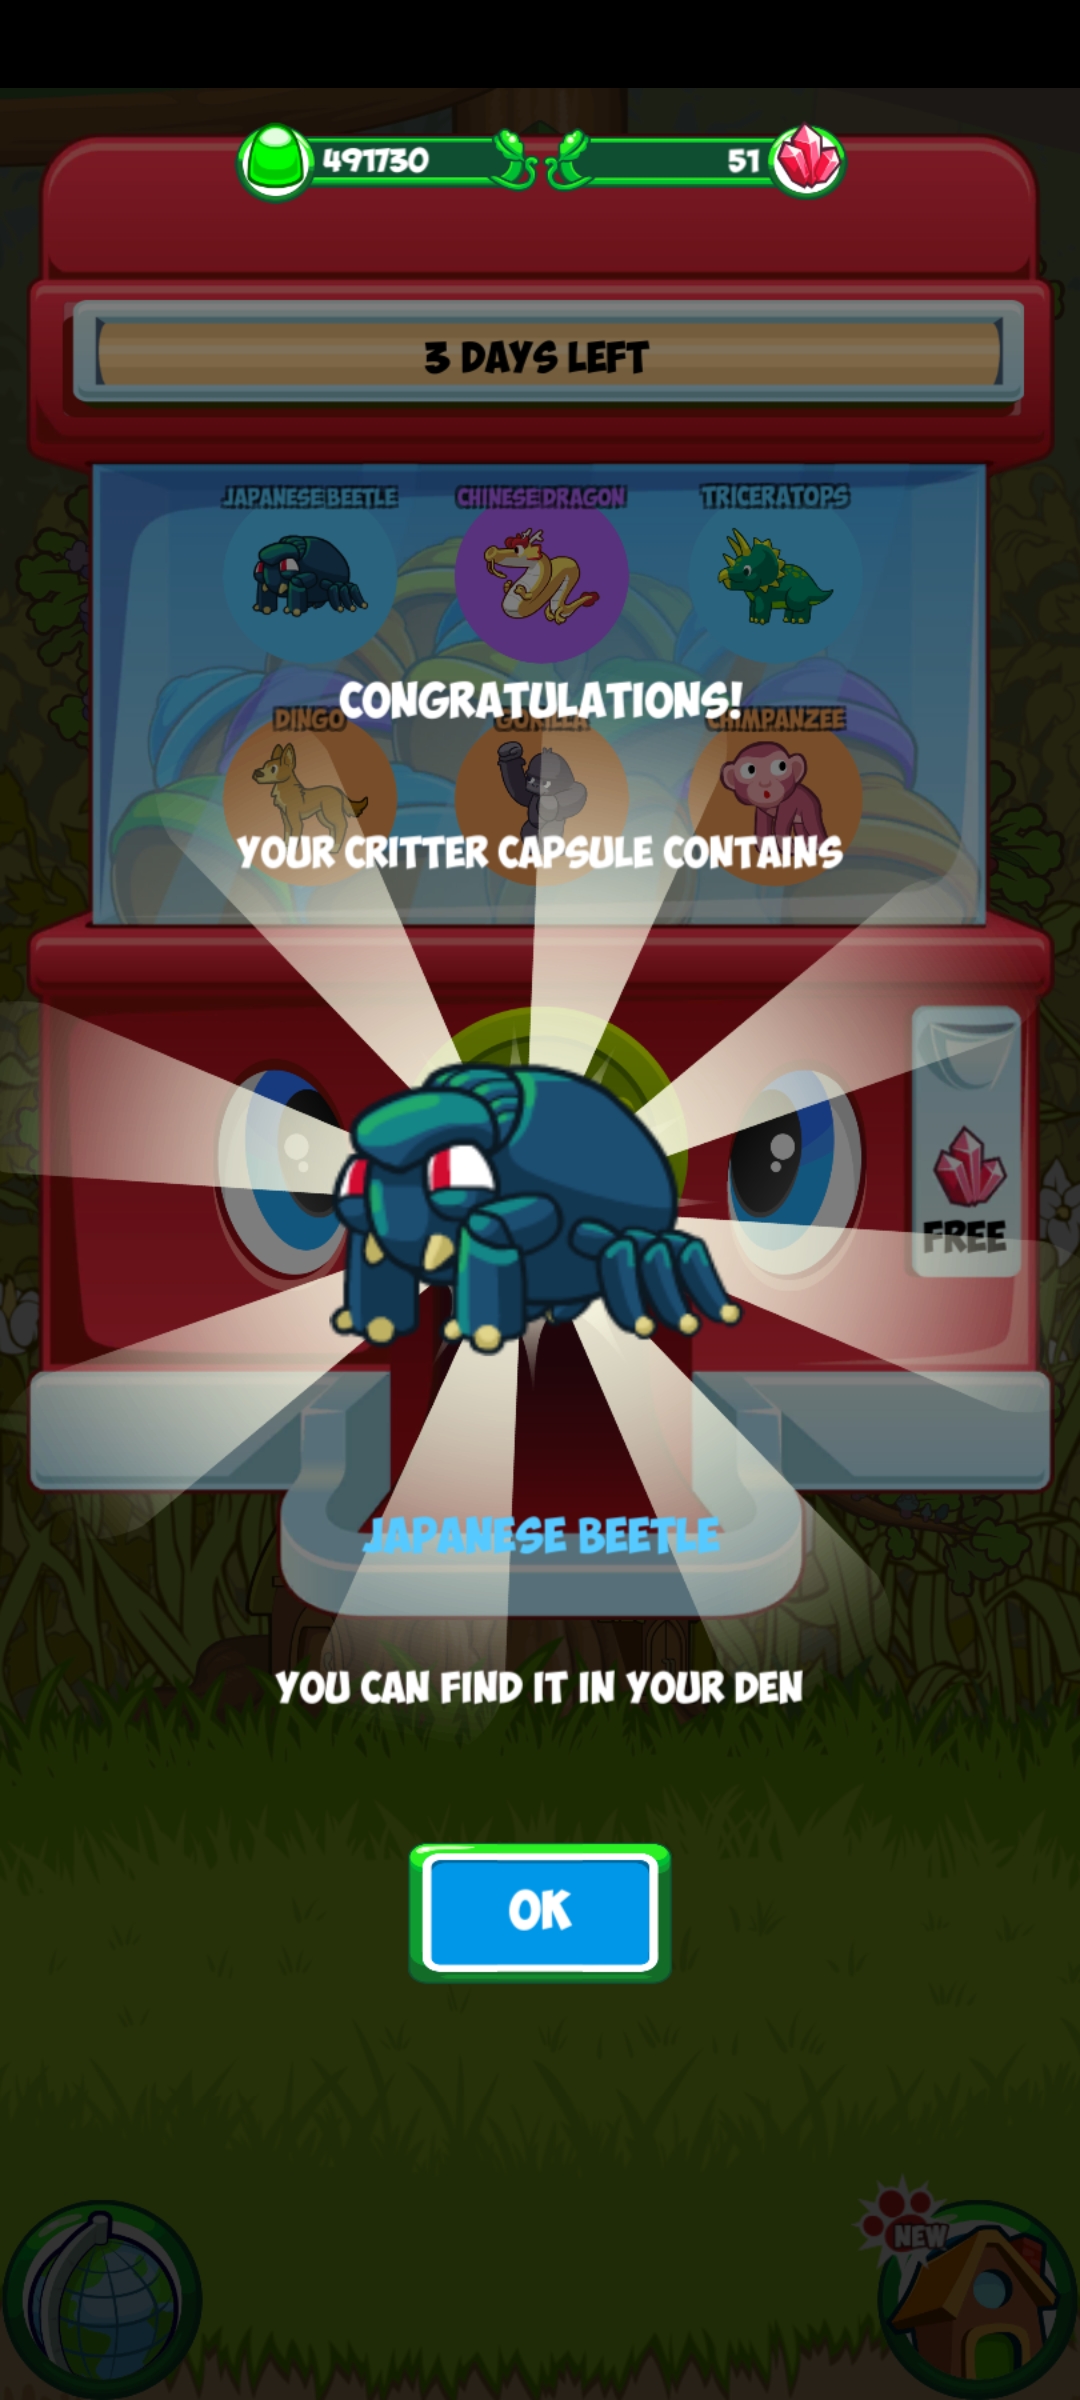 491730
51
3 DAYS LEFT
JAPANESE BEETLE
CHINESE DRAGON
TRICERATOPS
CONGRATULATIONS!
DINGO
GORILLA
CHIMPANZEE
YOUR CRITTER CAPSULE CONTAINS
FREE
JAPANESE BEETLE
YOU CAN FIND IT IN YOUR DEN
OK
NEW